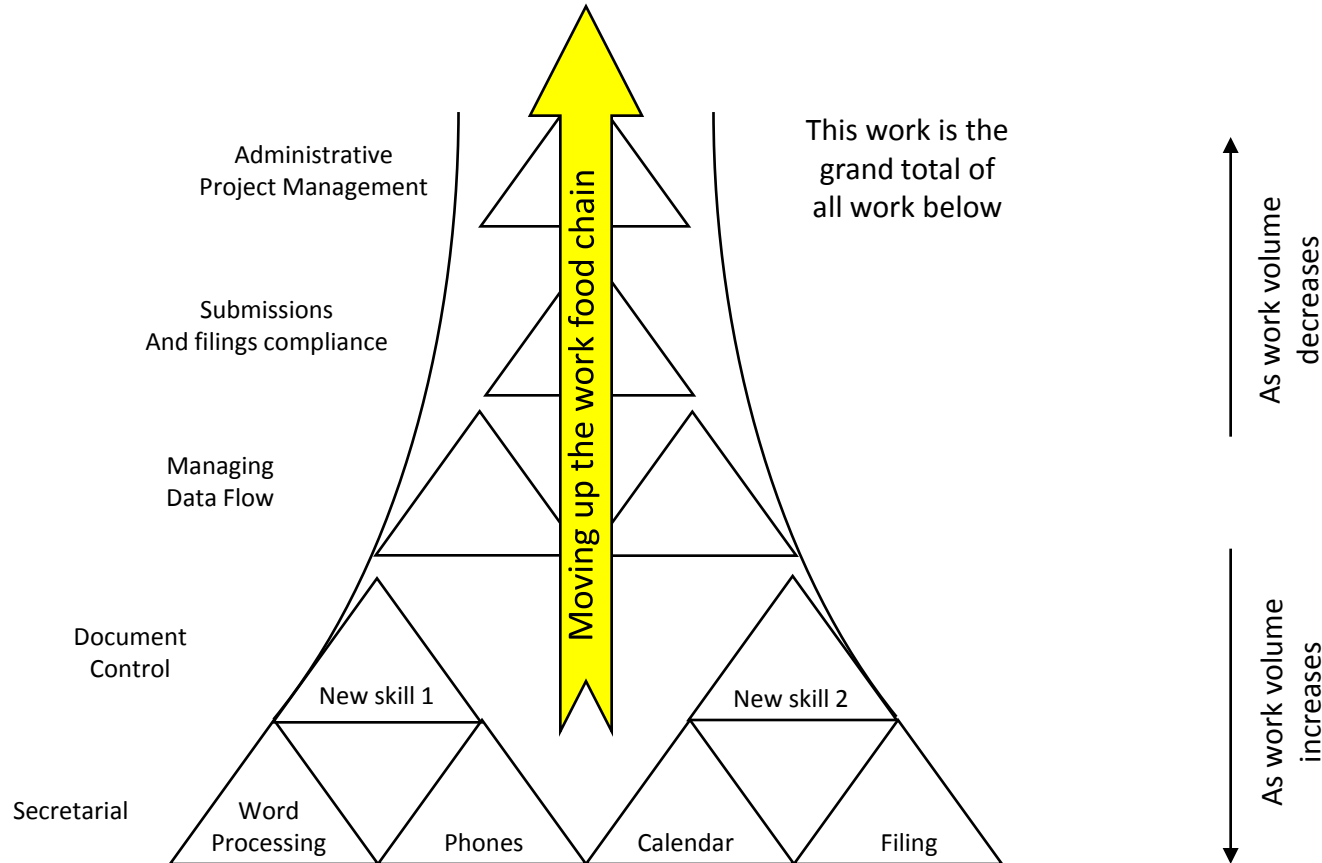 This work is the
grand total of
all work below
Administrative
Project Management
Submissions
And filings compliance
Managing
Data Flow
Document
Control
Secretarial
Moving up the work food chain
New skill 1
New skill 2
Word
Processing
Phones
Calendar
Filing
As work volume
decreases
As work volume
increases